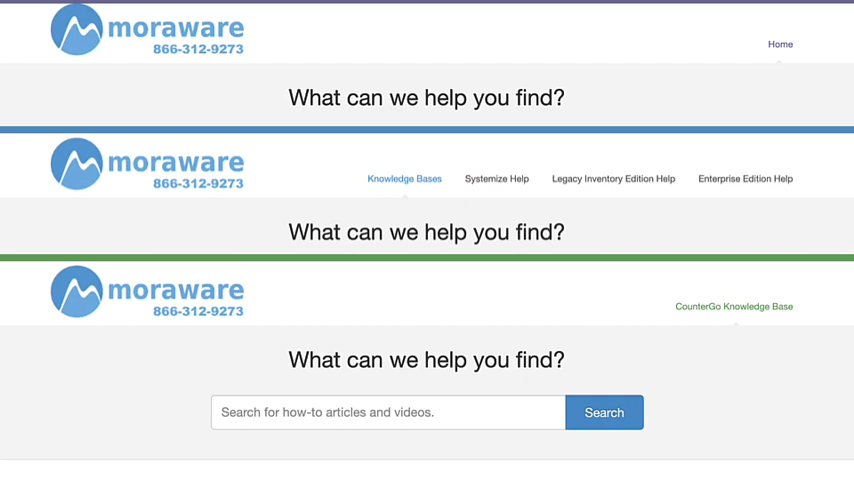 moraware
866-312-9273
Home
What can we help you find?
moraware
866-312-9273
Knowledge Bases Systemize Help Legacy Inventory Edition Help Enterprise Edition Help
What can we help you find?
moraware
866-312-9273
CounterGo Knowledge Base
What can we help you find?
Search for how-to articles and videos. Search